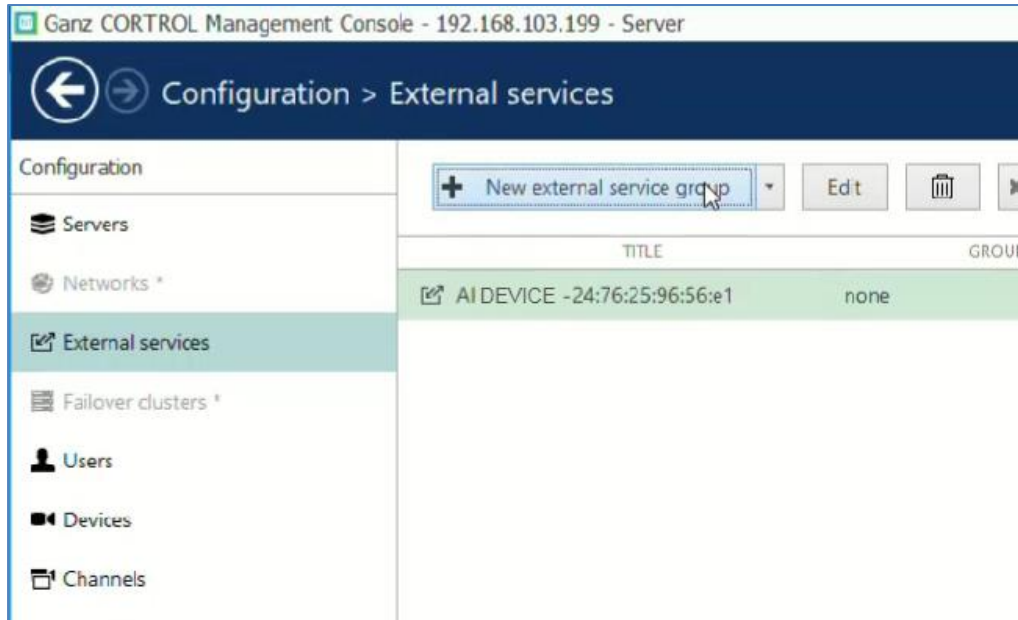 Ganz CORTROL Management Console - 192.168.103.199 - Server
Configuration > External services
Configuration
Servers
Networks *
External services
Failover clusters *
Users
Devices
Channels
New external service group
Edit
TITLE
GROU
AI DEVICE -24:76:25:96:56:e1 none